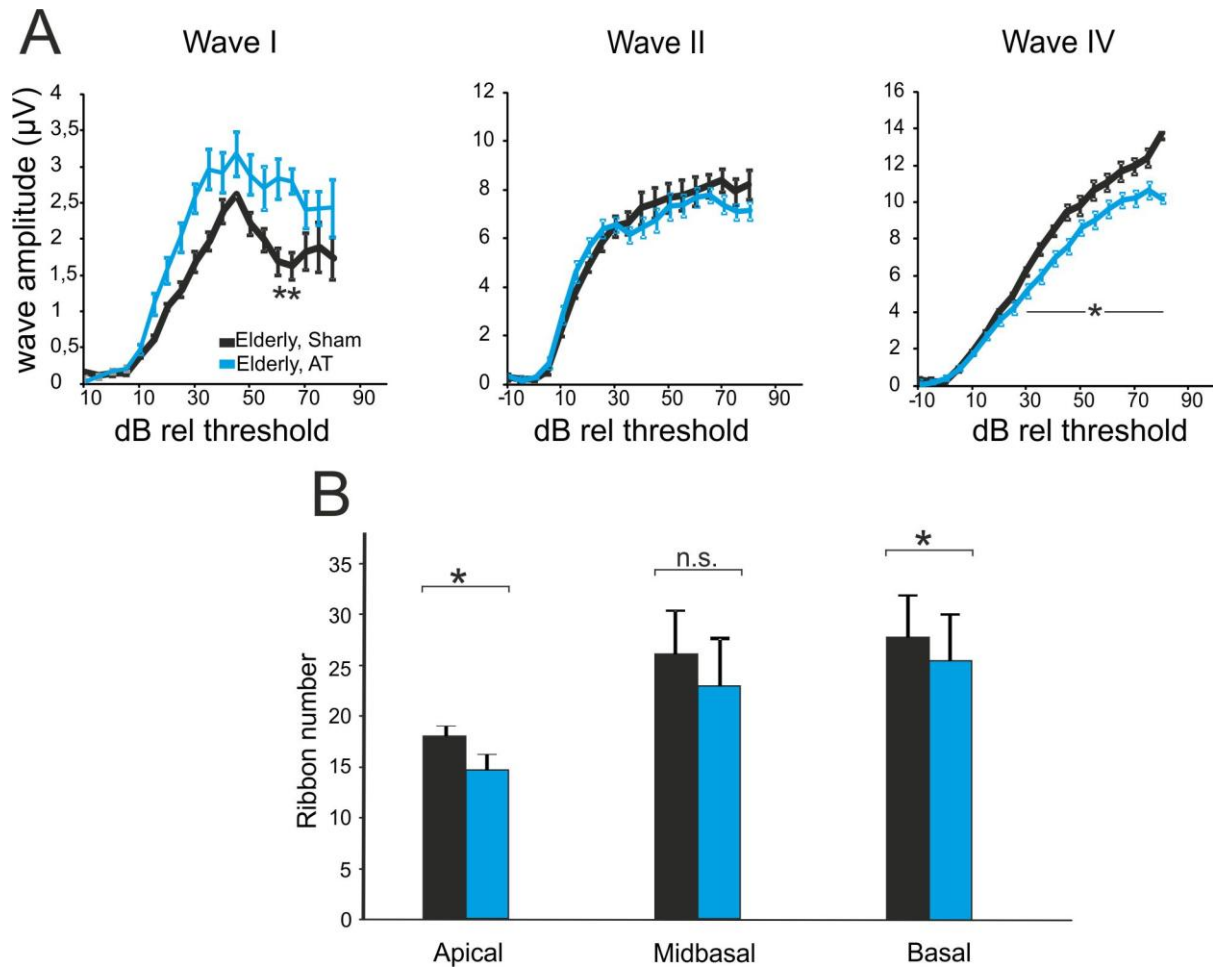 A
Wave I
Wave II
Wave IV
wave amplitude (µV)
4
3,5
3
2,5
2
1,5
1
0,5
0
**
Elderly, Sham
Elderly, AT
10 10 30 50 70 90
dB rel threshold
12
10
8
6
4
2
0
-10 10 30 50 70 90
dB rel threshold
16
14
12
10
8
6
4
2
0
*
-10 10 30 50 70 90
dB rel threshold
B
Ribbon number
35
30
25
20
15
10
5
0
*
n.s.
*
Apical
Midbasal
Basal